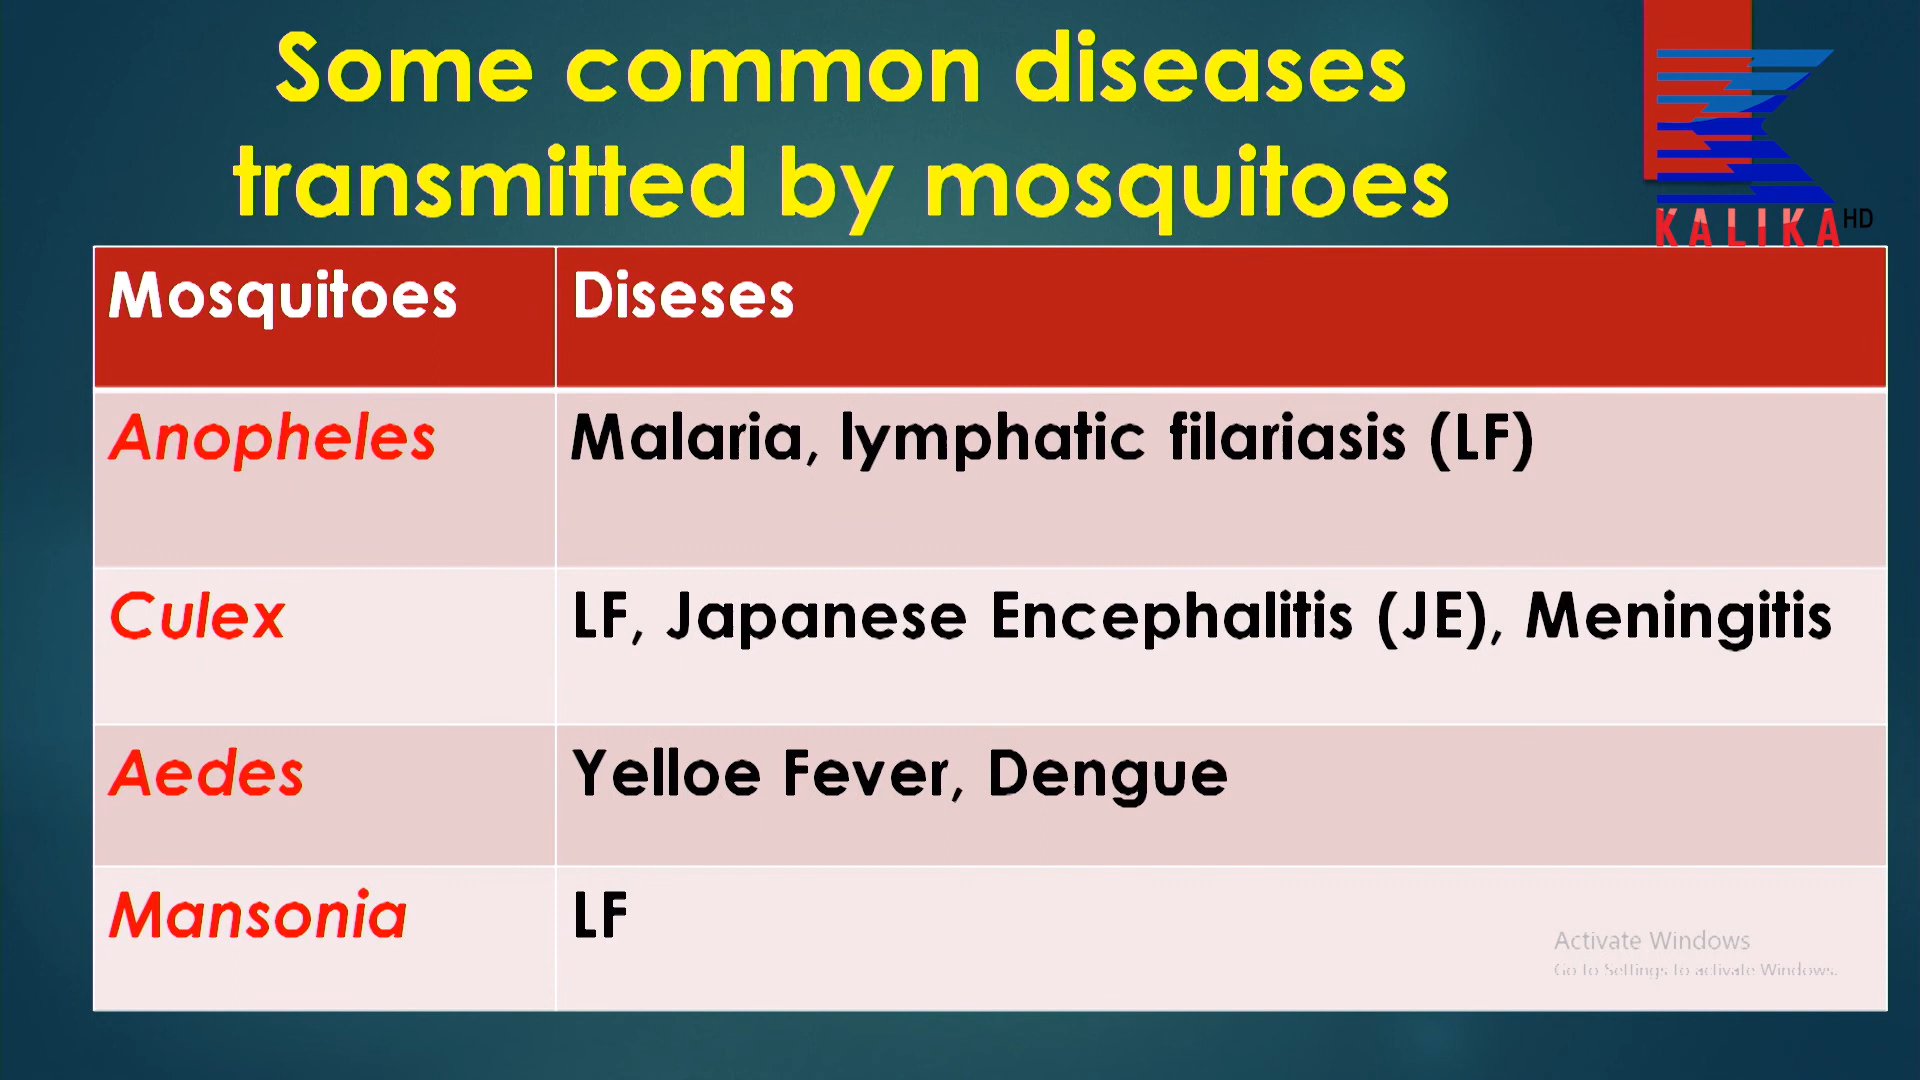 Some common diseases
transmitted by mosquitoes
KALIKA HD
Mosquitoes Diseses
Anopheles Malaria, lymphatic filariasis (LF)
Culex LF, Japanese Encephalitis (JE), Meningitis
Aedes Yelloe Fever, Dengue
Mansonia LF
Activate Windows
Go to Settings to activate Windows.